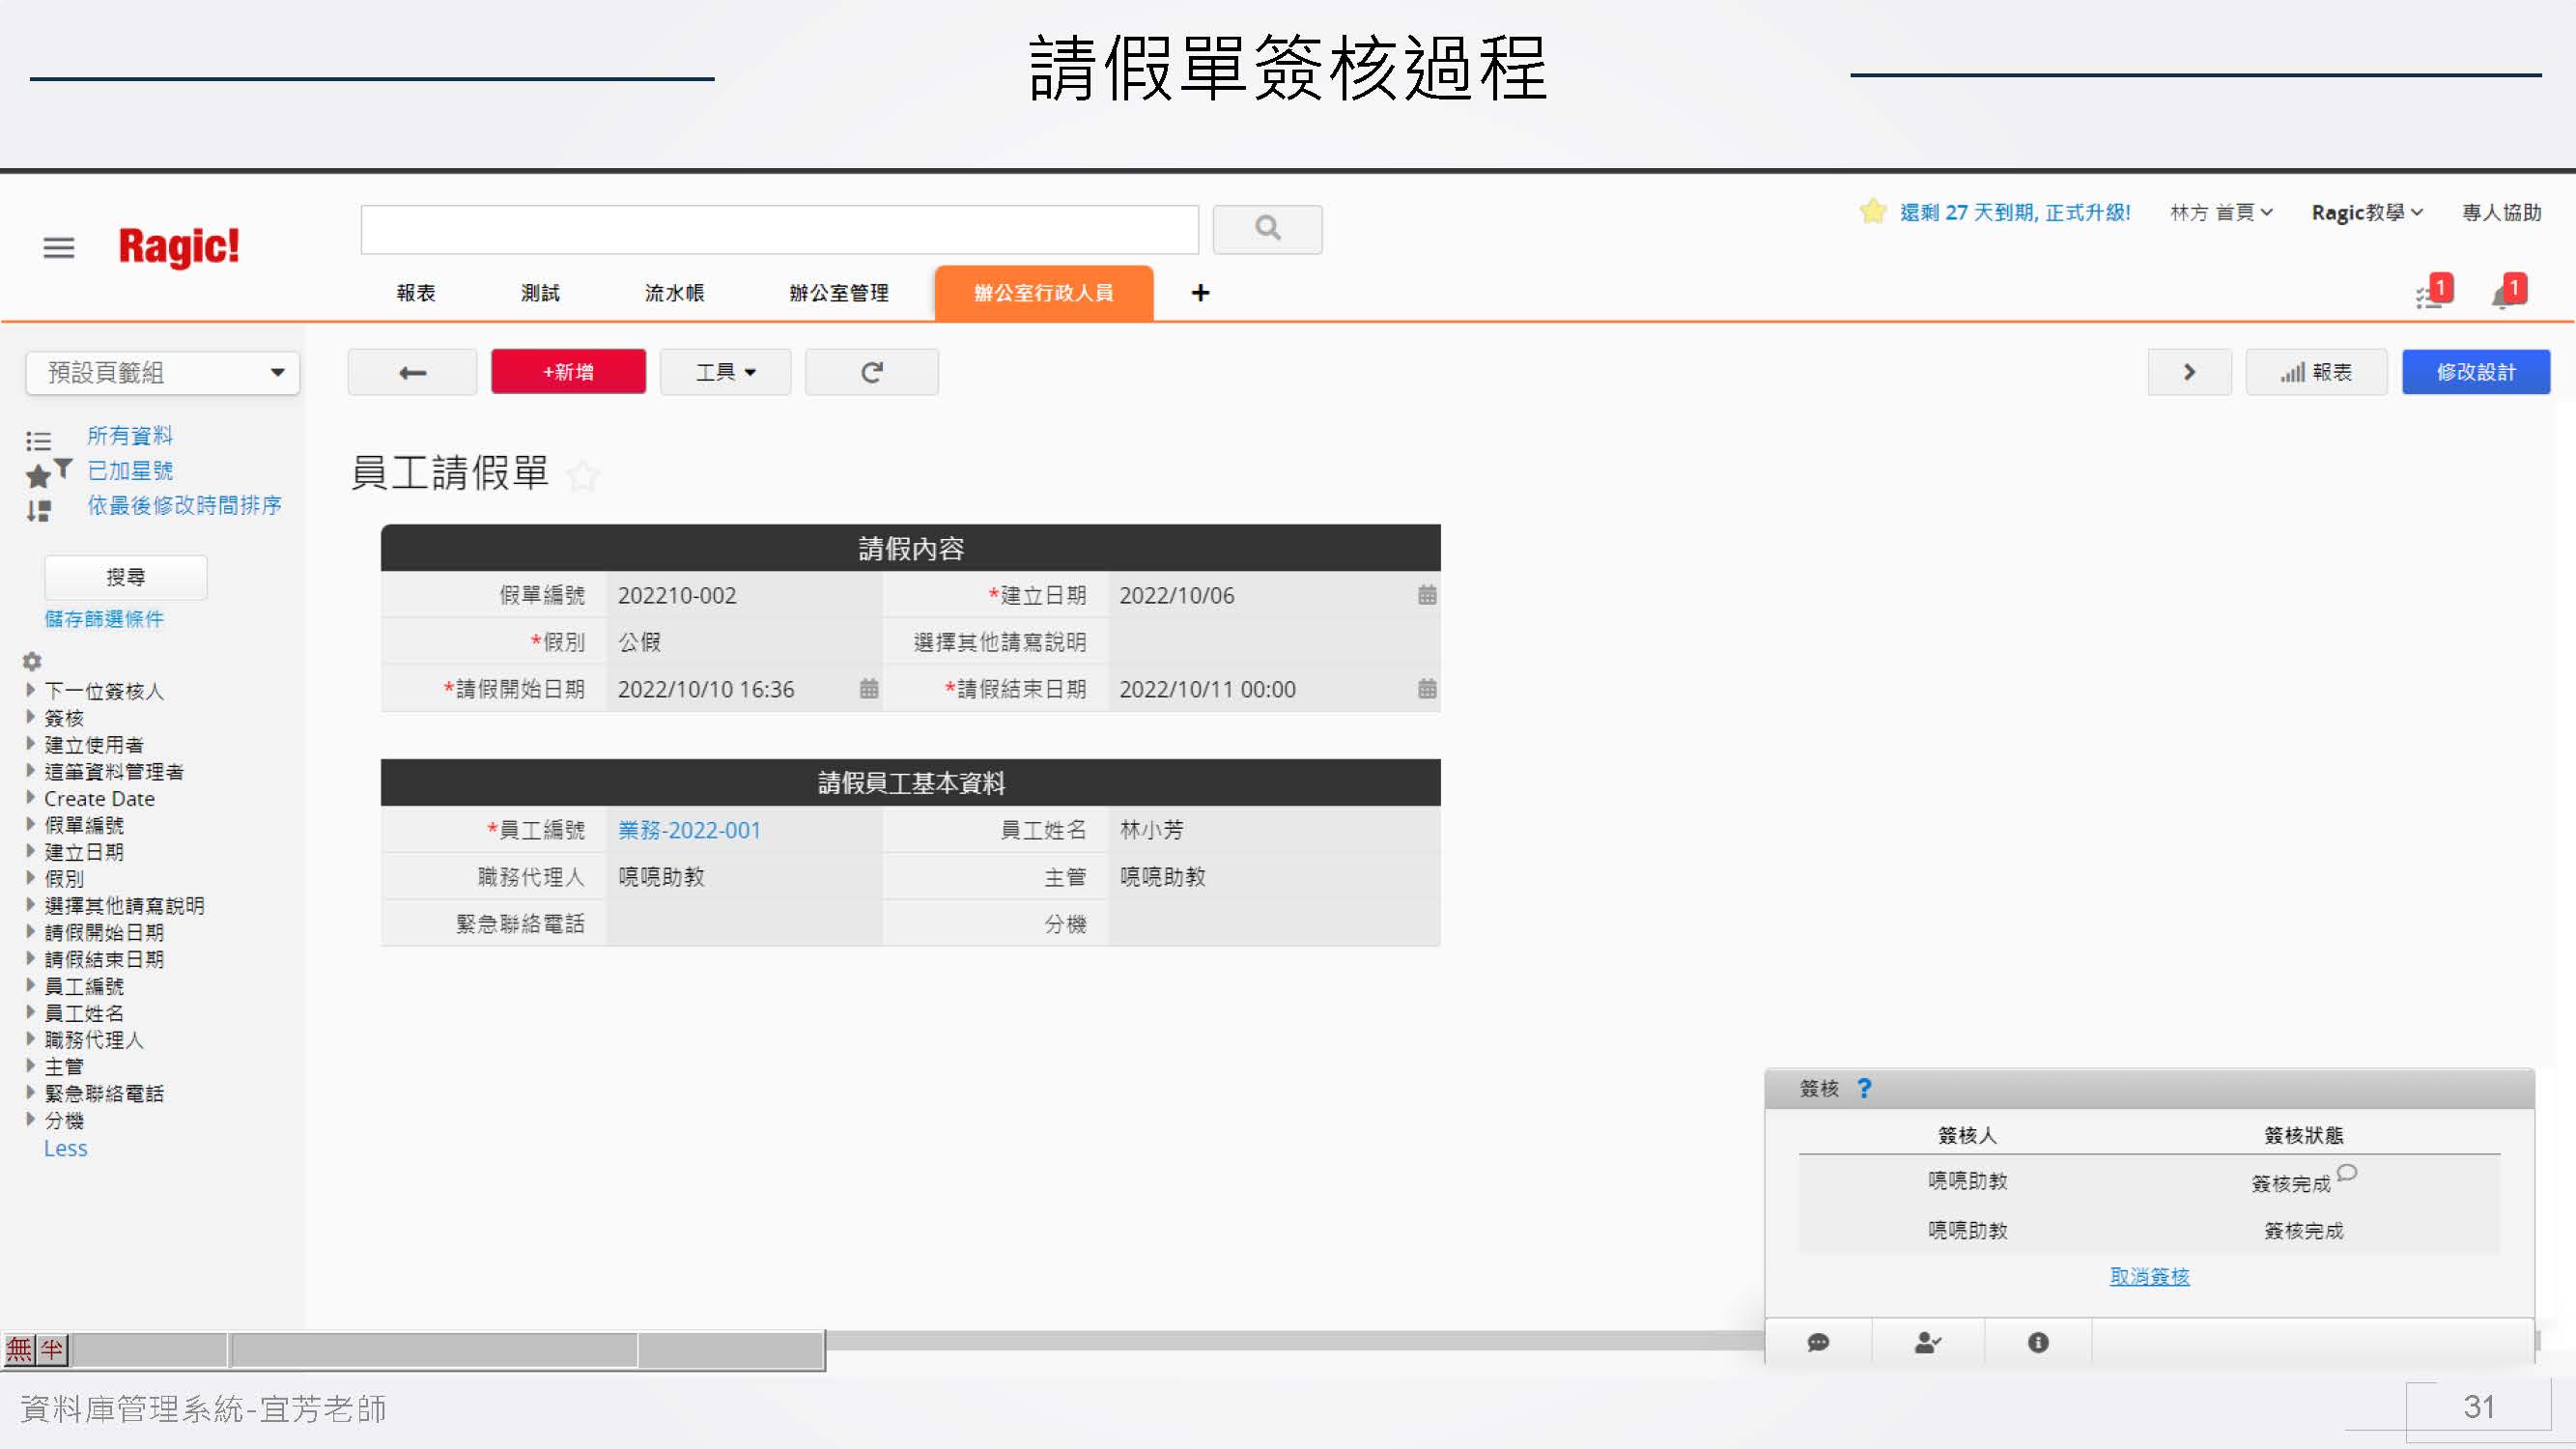 請假單簽核過程
還剩 27 天到期, 正式升級!
林方 首頁
Ragic教學
專人協助
Ragic!
報表
測試
流水帳
辦公室管理
辦公室行政人員
+
1
1
預設頁籤組
+新增
工具
報表
修改設計
所有資料
已加星號
依最後修改時間排序
搜尋
儲存篩選條件
下一位簽核人
簽核
建立使用者
這筆資料管理者
Create Date
假單編號
建立日期
假別
選擇其他請寫說明
請假開始日期
請假結束日期
員工編號
員工姓名
職務代理人
主管
緊急聯絡電話
分機
Less
員工請假單
請假內容
假單編號 202210-002 *建立日期 2022/10/06
*假別 公假 選擇其他請寫說明
*請假開始日期 2022/10/10 16:36 *請假結束日期 2022/10/11 00:00
請假員工基本資料
*員工編號 業務-2022-001 員工姓名 林小芳
職務代理人 喨喨助教 主管 喨喨助教
緊急聯絡電話 分機
簽核 ?
簽核人 簽核狀態
喨喨助教 簽核完成
喨喨助教 簽核完成
取消簽核
無 半
資料庫管理系統-宜芳老師
31